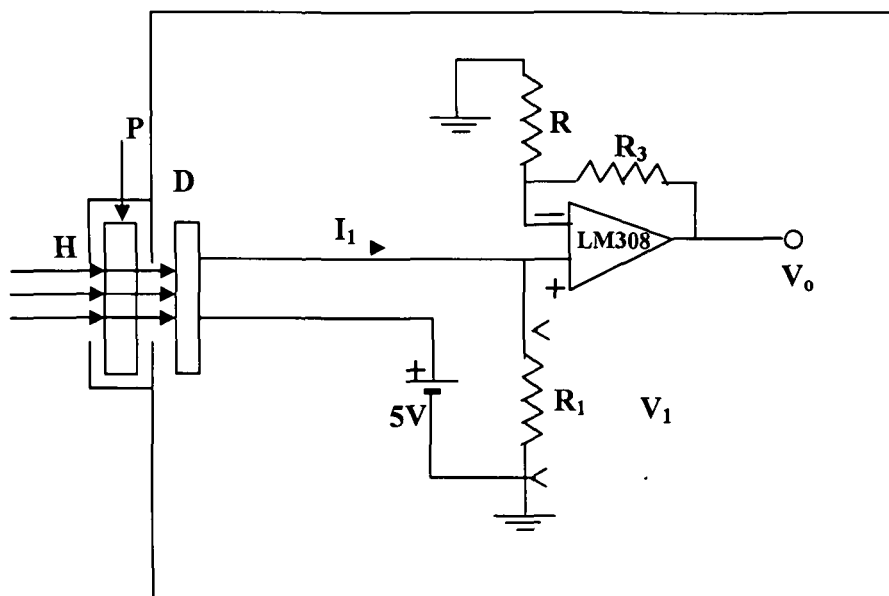 P
R
R₃
D
H
I₁
−
LM308
+
Vₒ
+
5V
R₁
V₁